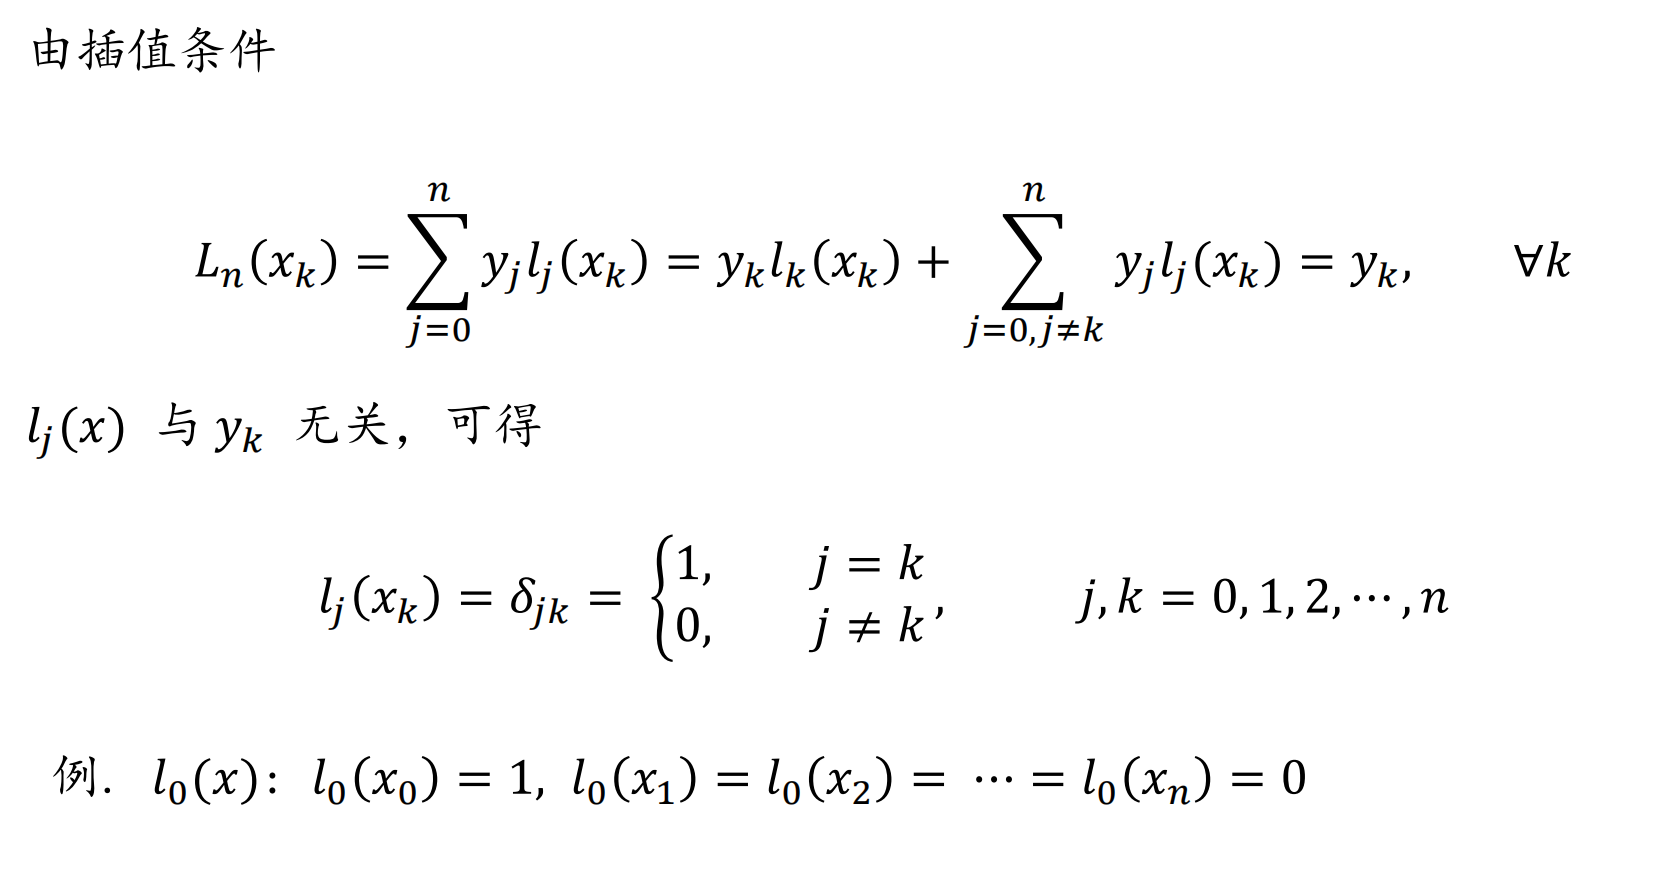 由插值条件
$L_n(x_k) = \sum_{j=0}^{n} y_j l_j(x_k) = y_k l_k(x_k) + \sum_{j=0, j \neq k}^{n} y_j l_j(x_k) = y_k, \qquad \forall k$
$l_j(x)$ 与 $y_k$ 无关，可得
$l_j(x_k) = \delta_{jk} = \begin{cases} 1, & j = k \\ 0, & j \neq k \end{cases}, \qquad j, k = 0, 1, 2, \cdots, n$
例. $l_0(x)$: $l_0(x_0) = 1$, $l_0(x_1) = l_0(x_2) = \cdots = l_0(x_n) = 0$